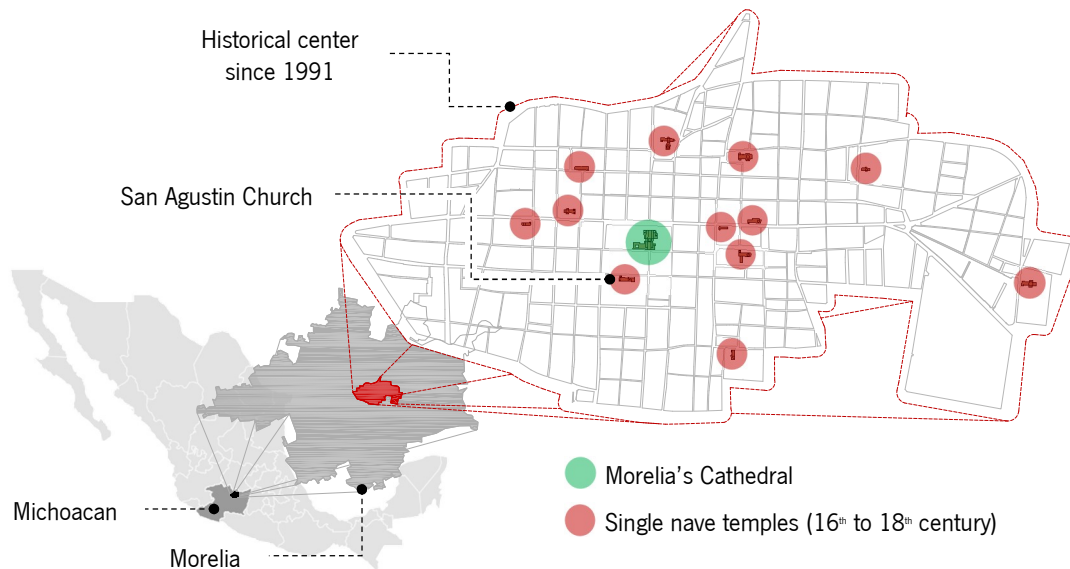 Historical center
since 1991
San Agustin Church
Michoacan
Morelia
Morelia's Cathedral
Single nave temples (16th to 18th century)